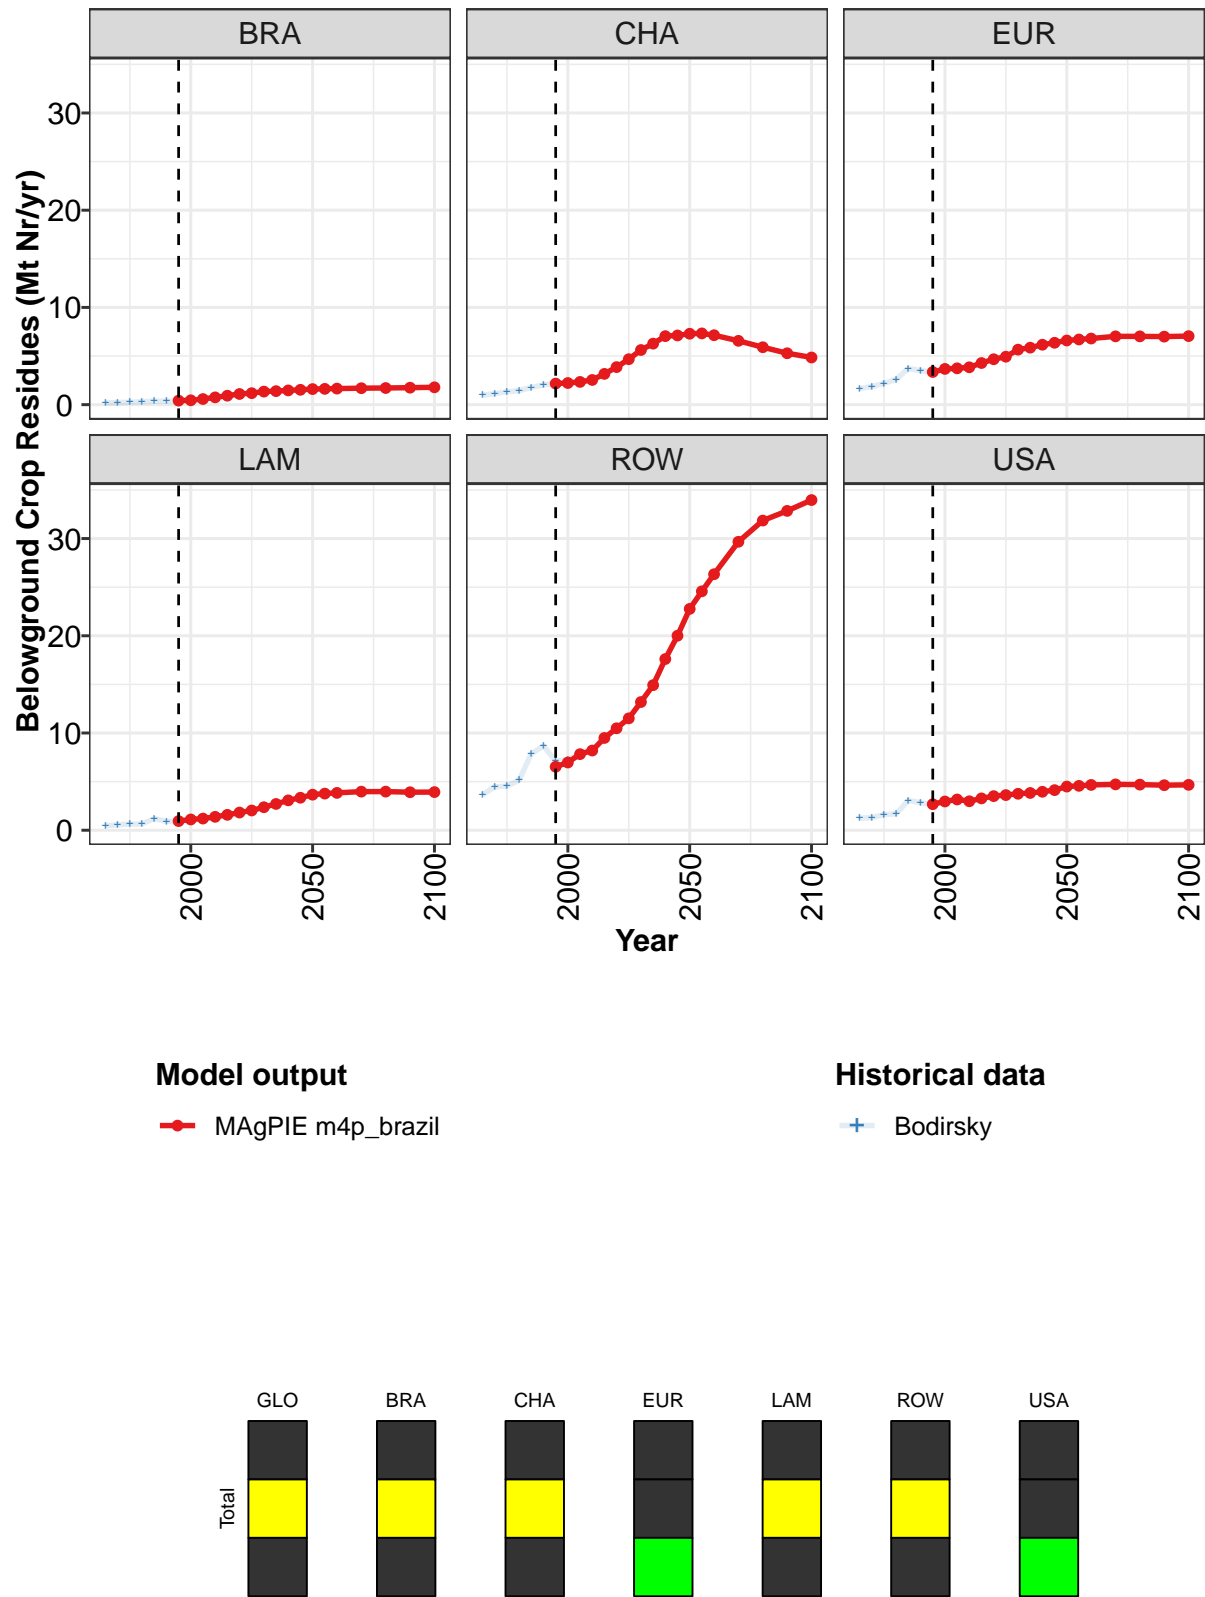 BRA CHA EUR
30
20
10
0
LAM ROW USA
30
20
10
0
Belowground Crop Residues (Mt Nr/yr)
2000 2050 2100 2000 2050 2100 2000 2050 2100
Year
Model output Historical data
MAgPIE m4p_brazil Bodirsky
GLO BRA CHA EUR LAM ROW USA
Total